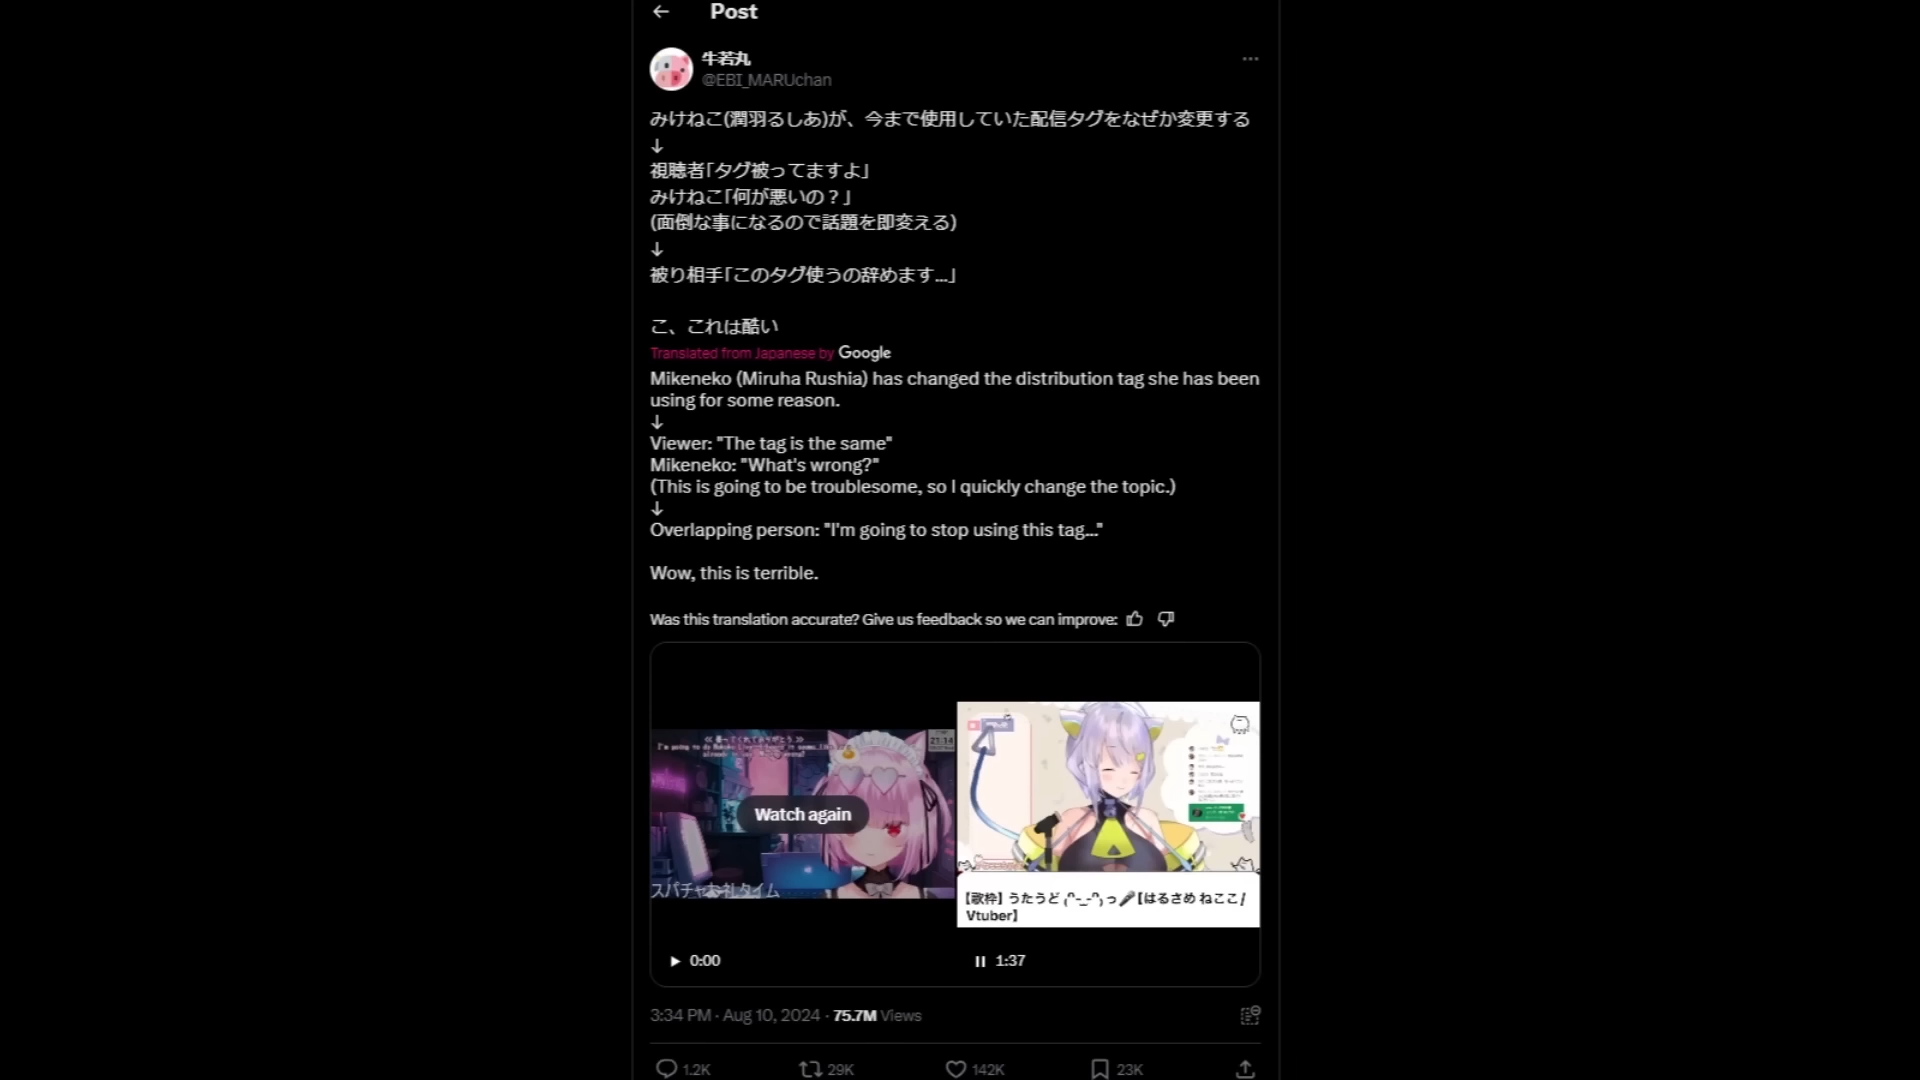 Post
牛若丸
@EBI_MARUchan
みけねこ(潤羽るしあ)が、今まで使用していた配信タグをなぜか変更する
↓
視聴者｢タグ被ってますよ｣
みけねこ｢何が悪いの？｣
(面倒な事になるので話題を即変える)
↓
被り相手｢このタグ使うの辞めます...｣
こ、これは酷い
Translated from Japanese by Google
Mikeneko (Miruha Rushia) has changed the distribution tag she has been
using for some reason.
↓
Viewer: "The tag is the same"
Mikeneko: "What's wrong?"
(This is going to be troublesome, so I quickly change the topic.)
↓
Overlapping person: "I'm going to stop using this tag..."
Wow, this is terrible.
Was this translation accurate? Give us feedback so we can improve:
21:14
Watch again
スパチャお礼タイム
【歌枠】うたうど ₍^-_-^₎っ🎤【はるさめ ねここ/
Vtuber】
0:00
1:37
3:34 PM · Aug 10, 2024 · 75.7M Views
1.2K 29K 142K 23K